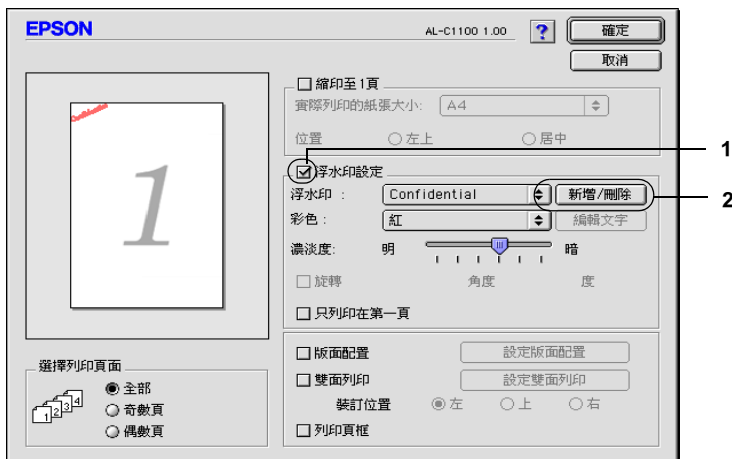 EPSON
AL-C1100 1.00
?
確定
取消
縮印至1頁
實際列印的紙張大小: A4
位置 左上 居中
1
浮水印設定
浮水印 : Confidential 新增/刪除
2
彩色 : 紅 編輯文字
濃淡度: 明 暗
旋轉 角度 度
只列印在第一頁
版面配置 設定版面配置
雙面列印 設定雙面列印
裝訂位置 左 上 右
列印頁框
Confidential
1
選擇列印頁面
1 2 3 4
全部
奇數頁
偶數頁